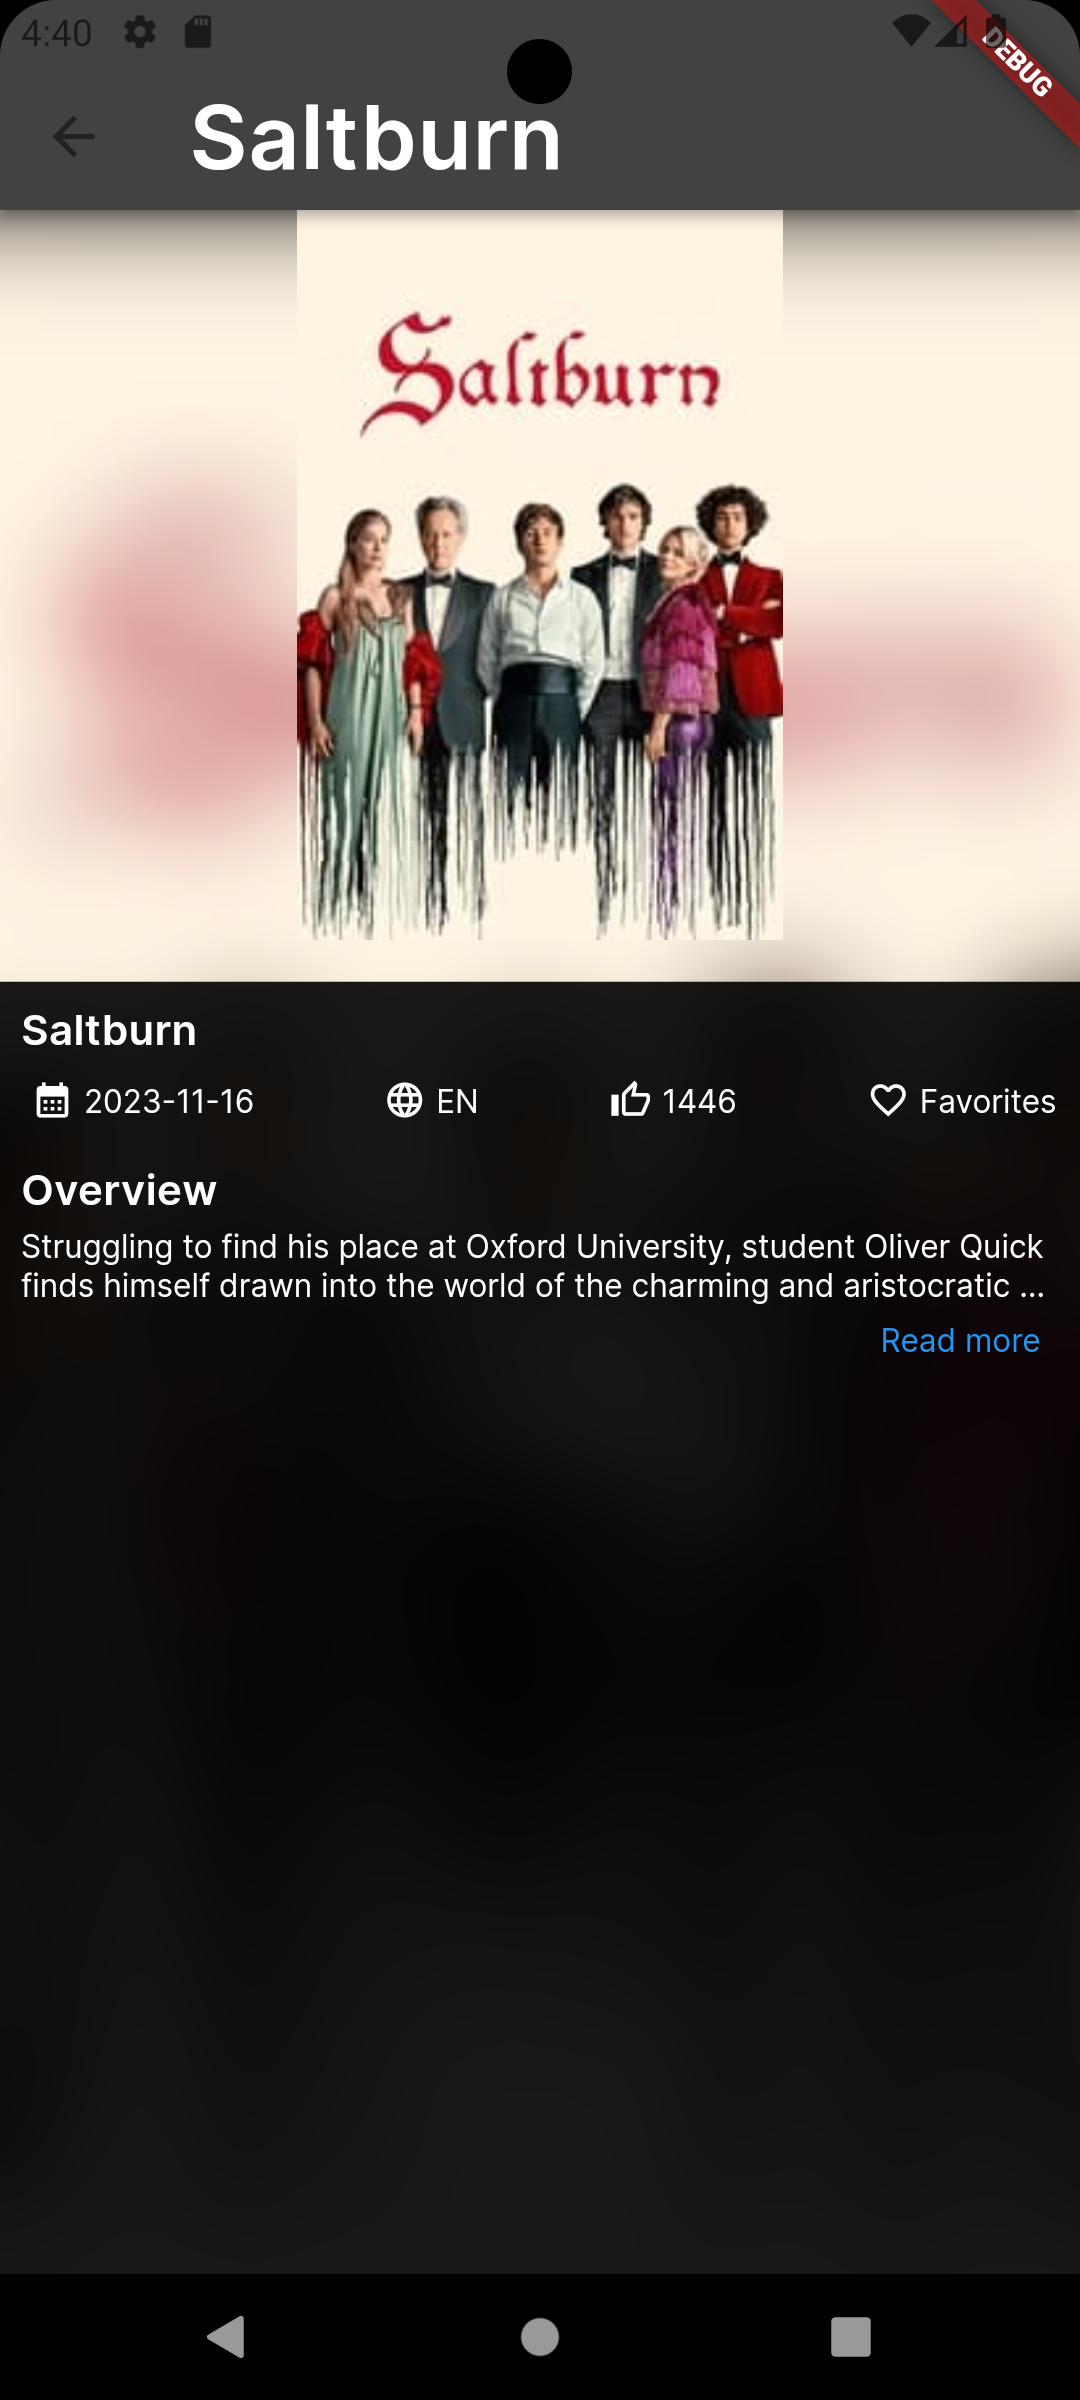 4:40
DEBUG
Saltburn
Saltburn
Saltburn
2023-11-16
EN
1446
Favorites
Overview
Struggling to find his place at Oxford University, student Oliver Quick
finds himself drawn into the world of the charming and aristocratic ...
Read more